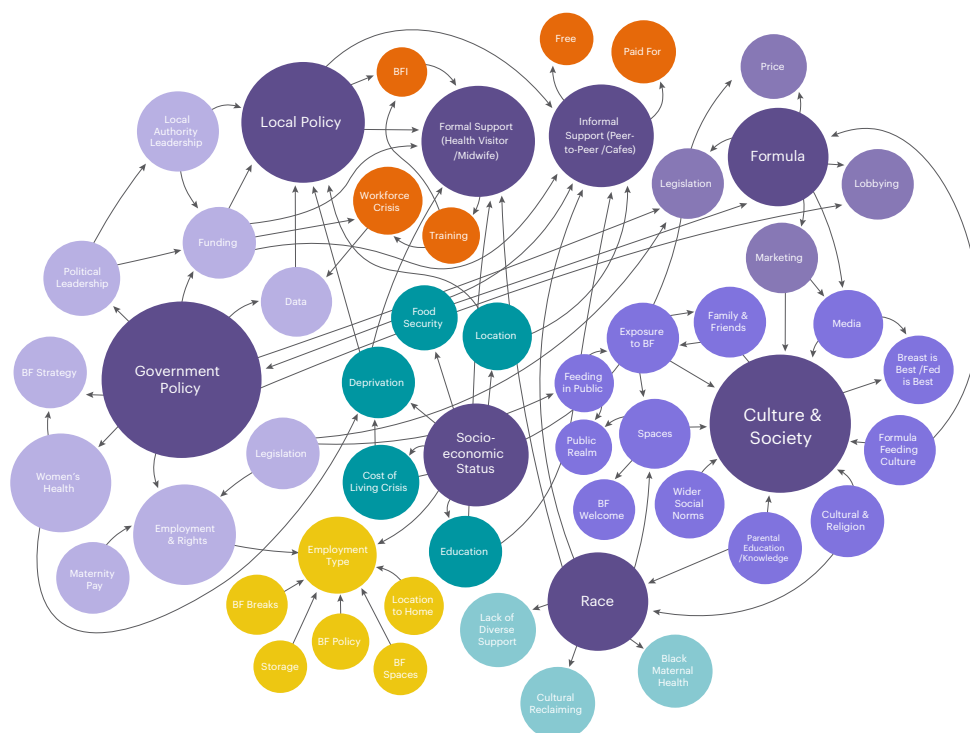 Free
Paid For
Price
BFI
Local Policy
Local
Authority
Leadership
Formal Support
(Health Visitor
/Midwife)
Informal
Support (Peer-
to-Peer /Cafes)
Formula
Legislation
Lobbying
Workforce
Crisis
Training
Funding
Political
Leadership
Data
Marketing
Food
Security
Location
Exposure
to BF
Family &
Friends
Media
BF Strategy
Government
Policy
Deprivation
Feeding
in Public
Breast is
Best /Fed
is Best
Culture &
Society
Legislation
Socio-
economic
Status
Public
Realm
Spaces
Formula
Feeding
Culture
Women's
Health
Cost of
Living Crisis
BF
Welcome
Wider
Social
Norms
Cultural &
Religion
Employment
& Rights
Employment
Type
Education
Parental
Education
/Knowledge
Maternity
Pay
BF Breaks
Location
to Home
Race
Storage
BF Policy
BF
Spaces
Lack of
Diverse
Support
Black
Maternal
Health
Cultural
Reclaiming